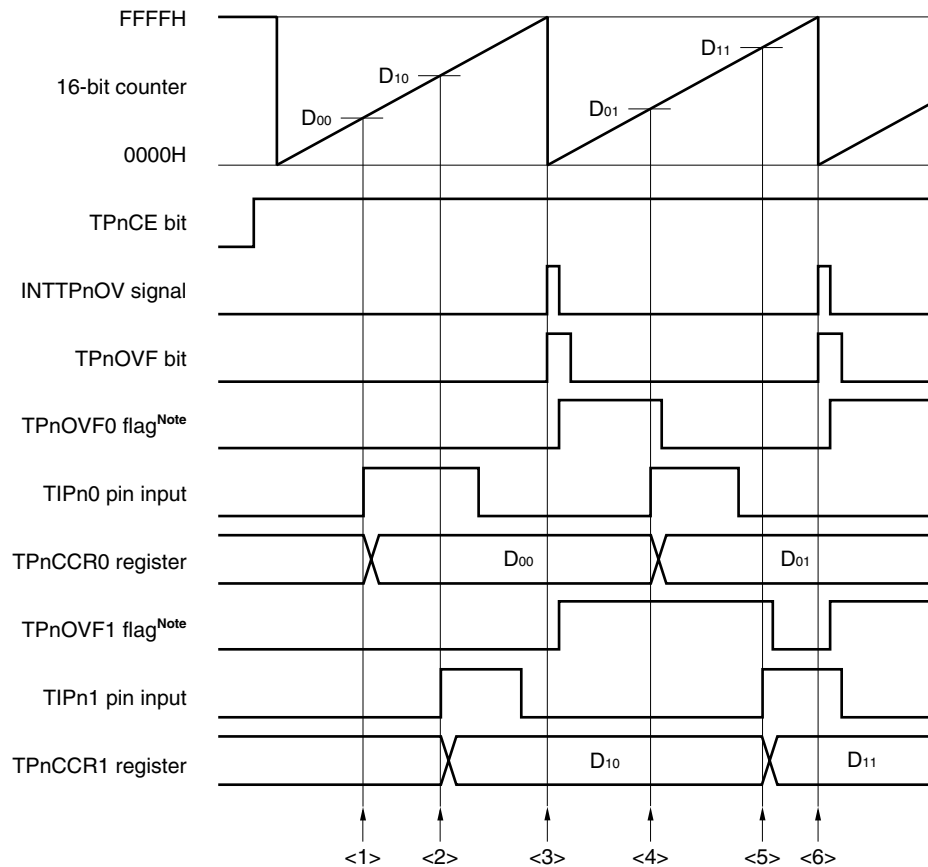 FFFFH
16-bit counter
0000H
D00
D10
D01
D11
TPnCE bit
INTTPnOV signal
TPnOVF bit
TPnOVF0 flagNote
TIPn0 pin input
TPnCCR0 register
D00
D01
TPnOVF1 flagNote
TIPn1 pin input
TPnCCR1 register
D10
D11
<1> <2> <3> <4> <5> <6>